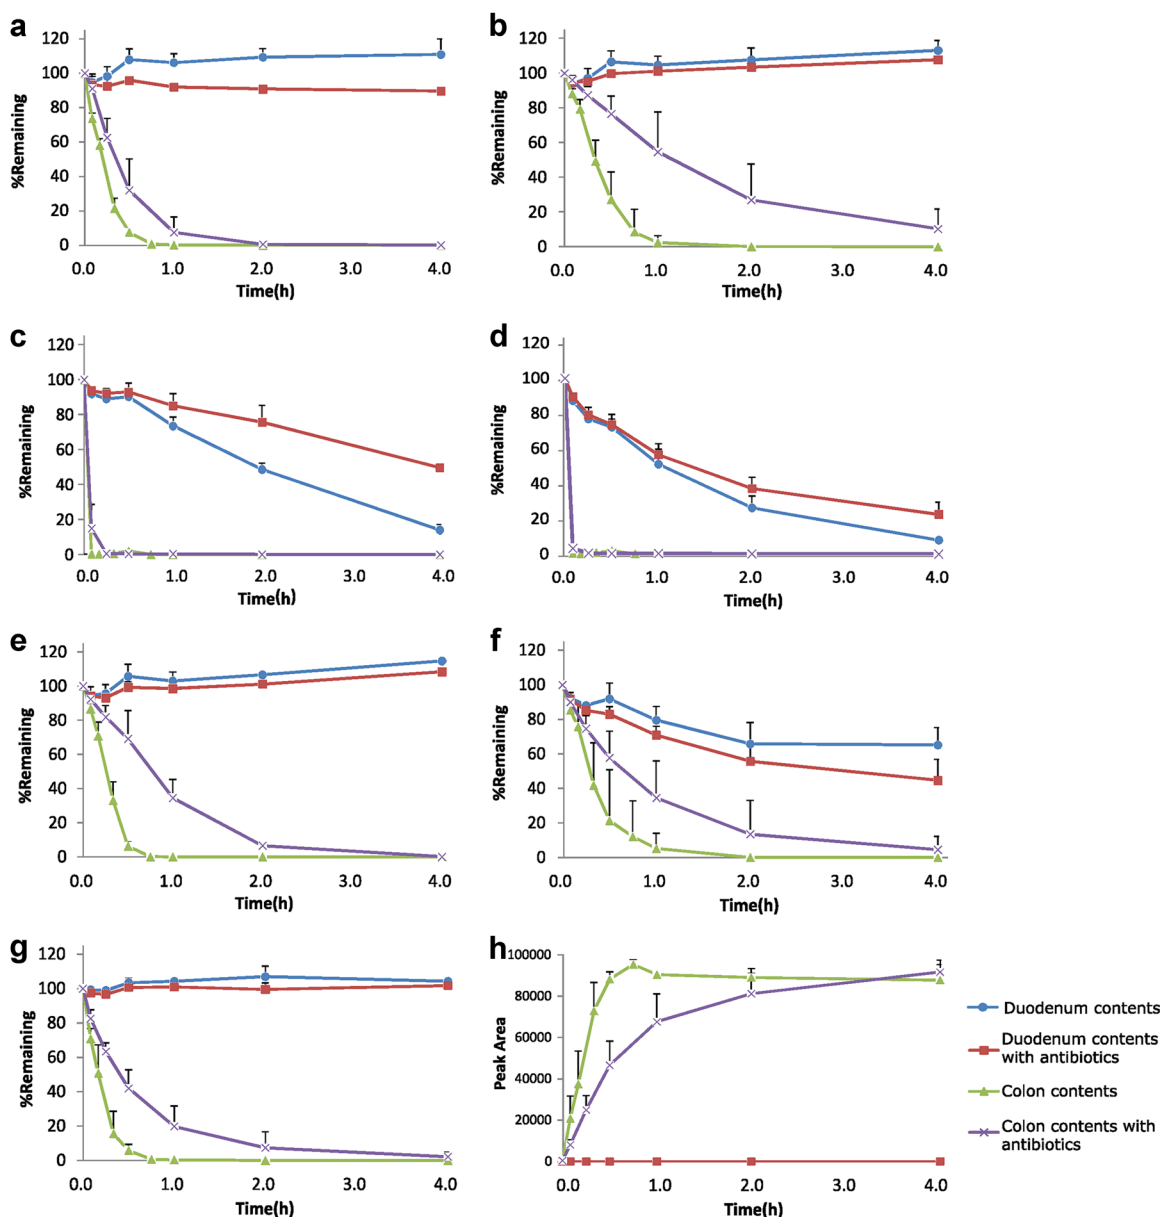 a
120
100
80
60
40
20
0
%Remaining
0.0 1.0 2.0 3.0 4.0
Time(h)
b
120
100
80
60
40
20
0
%Remaining
0.0 1.0 2.0 3.0 4.0
Time(h)
c
120
100
80
60
40
20
0
%Remaining
0.0 1.0 2.0 3.0 4.0
Time(h)
d
120
100
80
60
40
20
0
%Remaining
0.0 1.0 2.0 3.0 4.0
Time(h)
e
120
100
80
60
40
20
0
%Remaining
0.0 1.0 2.0 3.0 4.0
Time(h)
f
120
100
80
60
40
20
0
%Remaining
0.0 1.0 2.0 3.0 4.0
Time(h)
g
120
100
80
60
40
20
0
%Remaining
0.0 1.0 2.0 3.0 4.0
Time(h)
h
100000
80000
60000
40000
20000
0
Peak Area
0.0 1.0 2.0 3.0 4.0
Time(h)
Duodenum contents
Duodenum contents
with antibiotics
Colon contents
Colon contents with
antibiotics